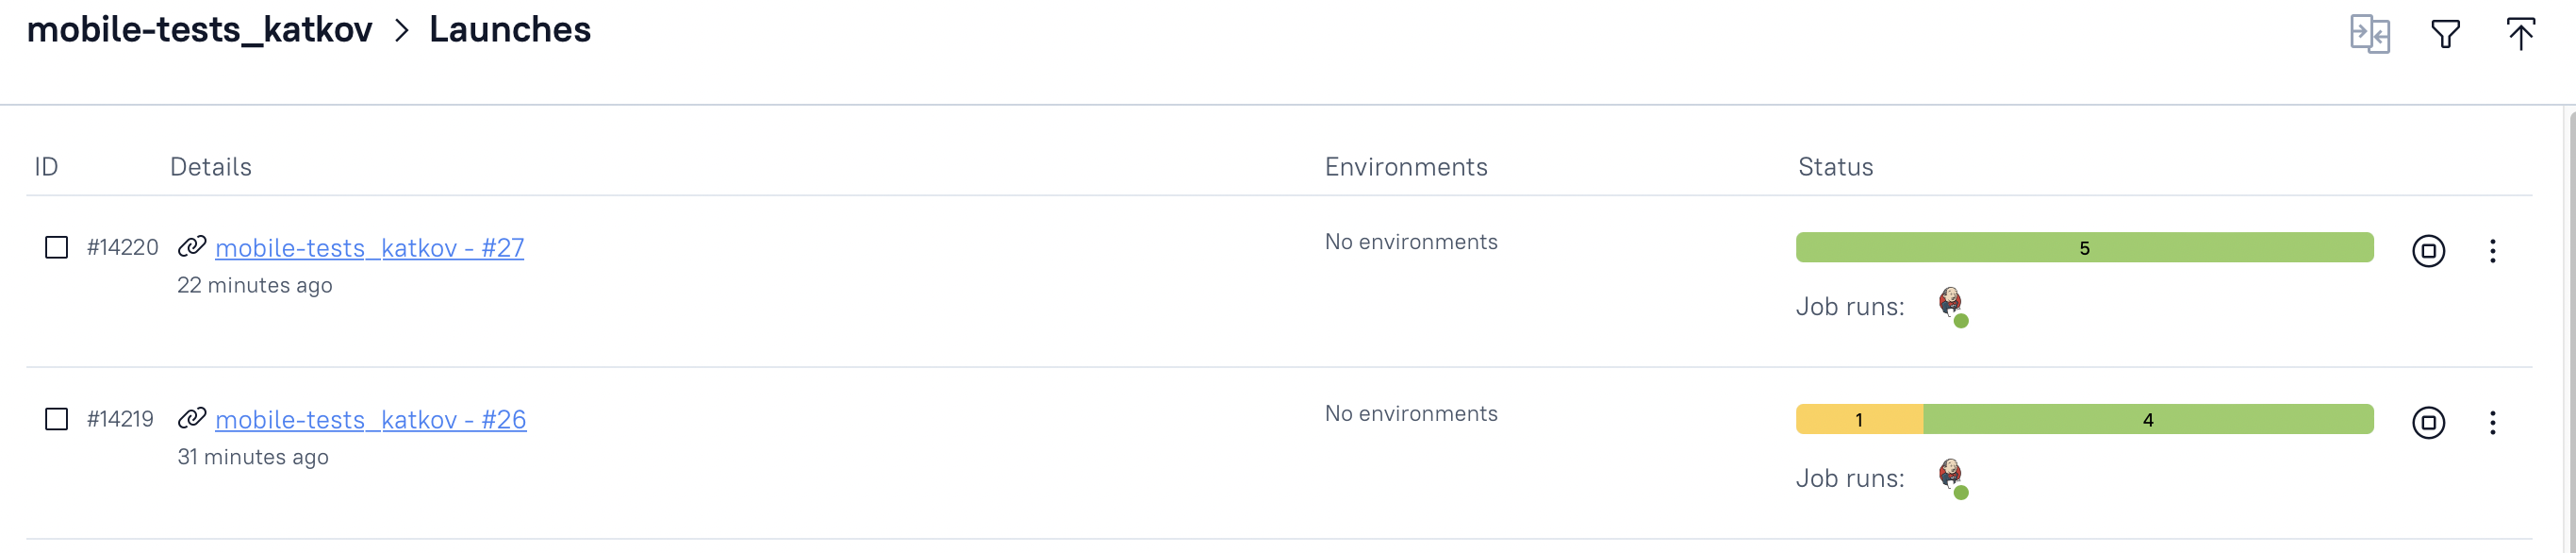 mobile-tests_katkov > Launches
ID Details Environments Status
#14220 mobile-tests_katkov - #27 No environments 5
22 minutes ago
Job runs:
#14219 mobile-tests_katkov - #26 No environments 1 4
31 minutes ago
Job runs: